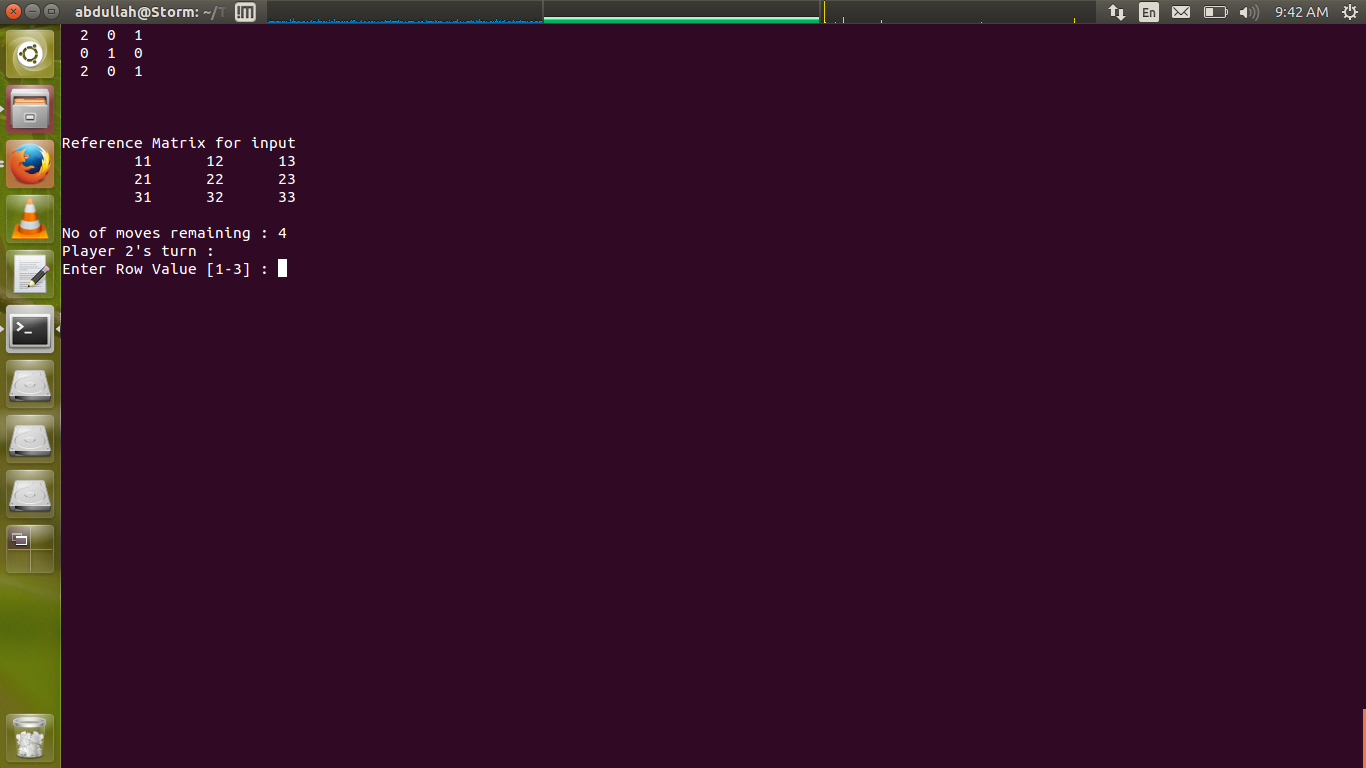 abdullah@Storm: ~/T
En
9:42 AM
2 0 1
0 1 0
2 0 1
Reference Matrix for input
11 12 13
21 22 23
31 32 33
No of moves remaining : 4
Player 2's turn :
Enter Row Value [1-3] :